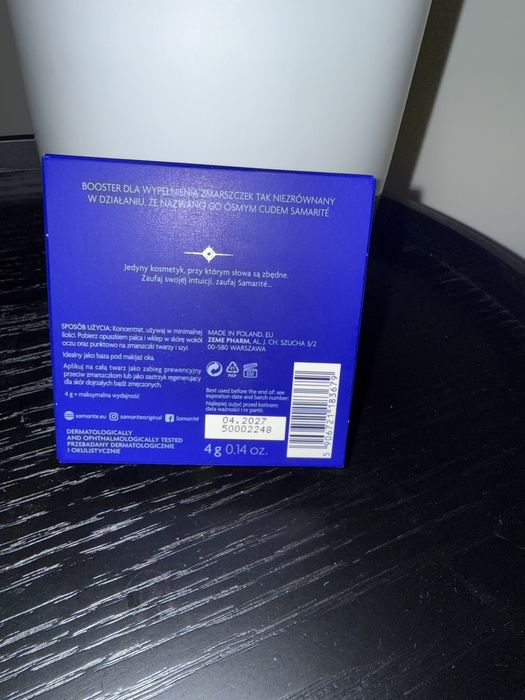 BOOSTER DLA WYPEŁNIENIA ZMARSZCZEK TAK NIEZRÓWNANY
W DZIAŁANIU, ŻE NAZWANO GO ÓSMYM CUDEM SAMARITÉ
Jedyny kosmetyk, przy którym słowa są zbędne.
Zaufaj swojej intuicji, zaufaj Samarité...
SPOSÓB UŻYCIA: Koncentrat, używaj w minimalnej
ilości. Pobierz opuszkiem palca i wklep w skórę wokół
oczu oraz punktowo na zmarszczki twarzy i szyi.
Idealny jako baza pod makijaż oka.
Aplikuj na całą twarz jako zabieg prewencyjny
przeciw zmarszczkom lub jako zastrzyk regenerujący
dla skór dojrzałych bądź zmęczonych.
4 g = maksymalna wydajność
samarite.eu samariteoriginal Samarité
DERMATOLOGICALLY
AND OPHTHALMOLOGICALLY TESTED
PRZEBADANY DERMATOLOGICZNIE
I OKULISTYCZNIE
MADE IN POLAND, EU
ZEME PHARM, AL. J. CH. SZUCHA 3/2
00-580 WARSZAWA
PAP
Best used before the end of: see
expiration date and batch number
Najlepiej zużyć przed końcem:
data ważności i nr partii.
04.2027
50002248
4 g 0.14 oz.
5 906721 183679